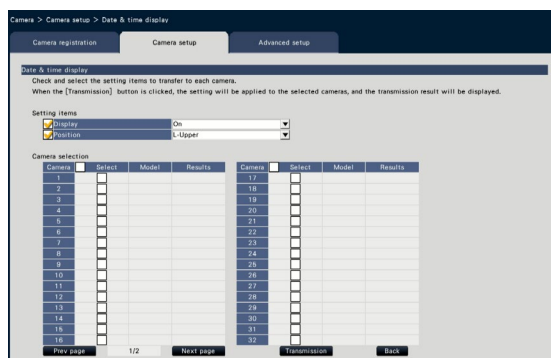 Camera > Camera setup > Date & time display
Camera registration
Camera setup
Advanced setup
Date & time display
Check and select the setting items to transfer to each camera.
When the [Transmission] button is clicked, the setting will be applied to the selected cameras, and the transmission result will be displayed.
Setting items
Display On
Position L-Upper
Camera selection
Camera Select Model Results Camera Select Model Results
1 17
2 18
3 19
4 20
5 21
6 22
7 23
8 24
9 25
10 26
11 27
12 28
13 29
14 30
15 31
16 32
Prev page 1/2 Next page Transmission Back